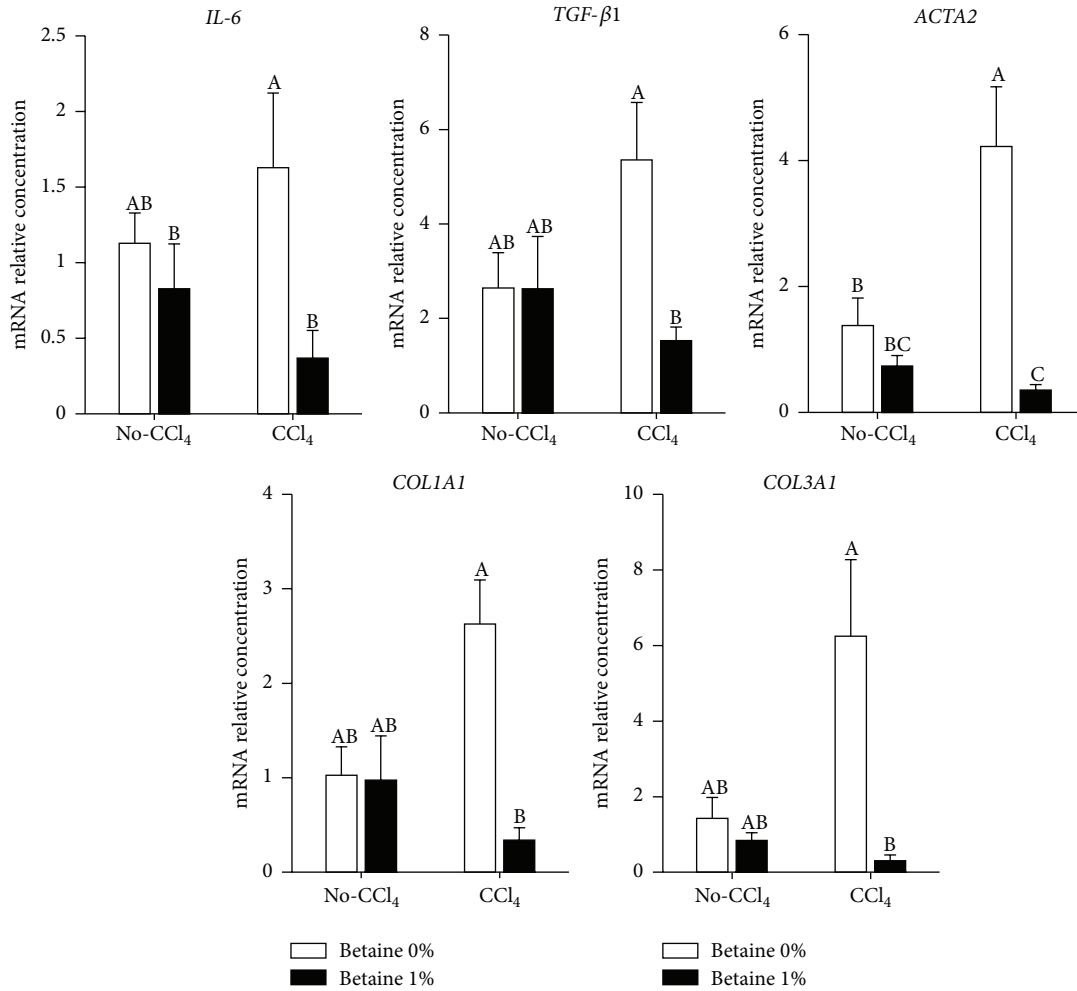 IL-6
mRNA relative concentration
2.5
2
1.5
1
0.5
0
AB
B
A
B
No-CCl₄
CCl₄
TGF-β1
mRNA relative concentration
8
6
4
2
0
AB
AB
A
B
No-CCl₄
CCl₄
ACTA2
mRNA relative concentration
6
4
2
0
B
BC
A
C
No-CCl₄
CCl₄
COL1A1
mRNA relative concentration
4
3
2
1
0
AB
AB
A
B
No-CCl₄
CCl₄
Betaine 0%
Betaine 1%
COL3A1
mRNA relative concentration
10
8
6
4
2
0
AB
AB
A
B
No-CCl₄
CCl₄
Betaine 0%
Betaine 1%